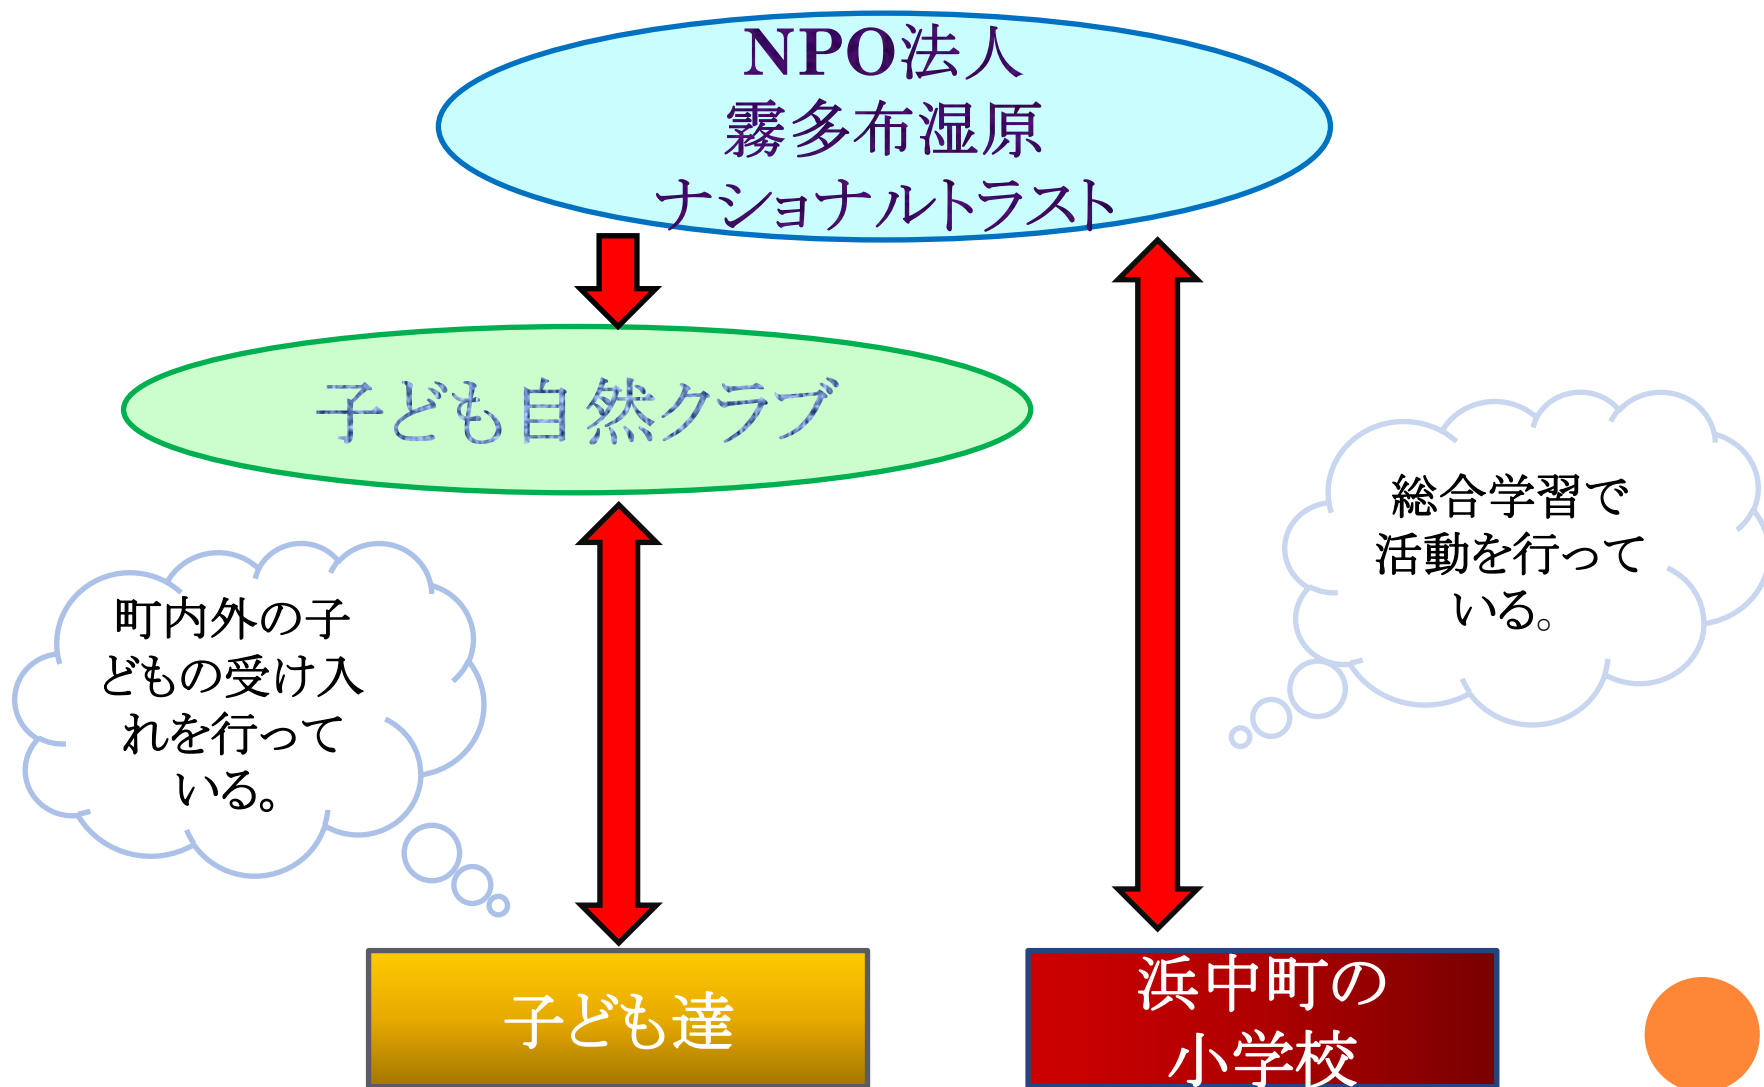 NPO法人
霧多布湿原
ナショナルトラスト
子ども自然クラブ
総合学習で
活動を行って
いる。
町内外の子
どもの受け入
れを行って
いる。
子ども達
浜中町の
小学校